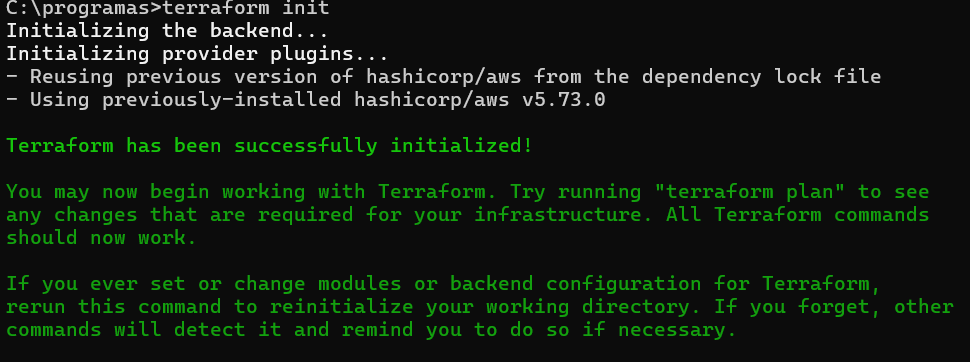 C:\programas>terraform init
Initializing the backend...
Initializing provider plugins...
- Reusing previous version of hashicorp/aws from the dependency lock file
- Using previously-installed hashicorp/aws v5.73.0
Terraform has been successfully initialized!
You may now begin working with Terraform. Try running "terraform plan" to see
any changes that are required for your infrastructure. All Terraform commands
should now work.
If you ever set or change modules or backend configuration for Terraform,
rerun this command to reinitialize your working directory. If you forget, other
commands will detect it and remind you to do so if necessary.